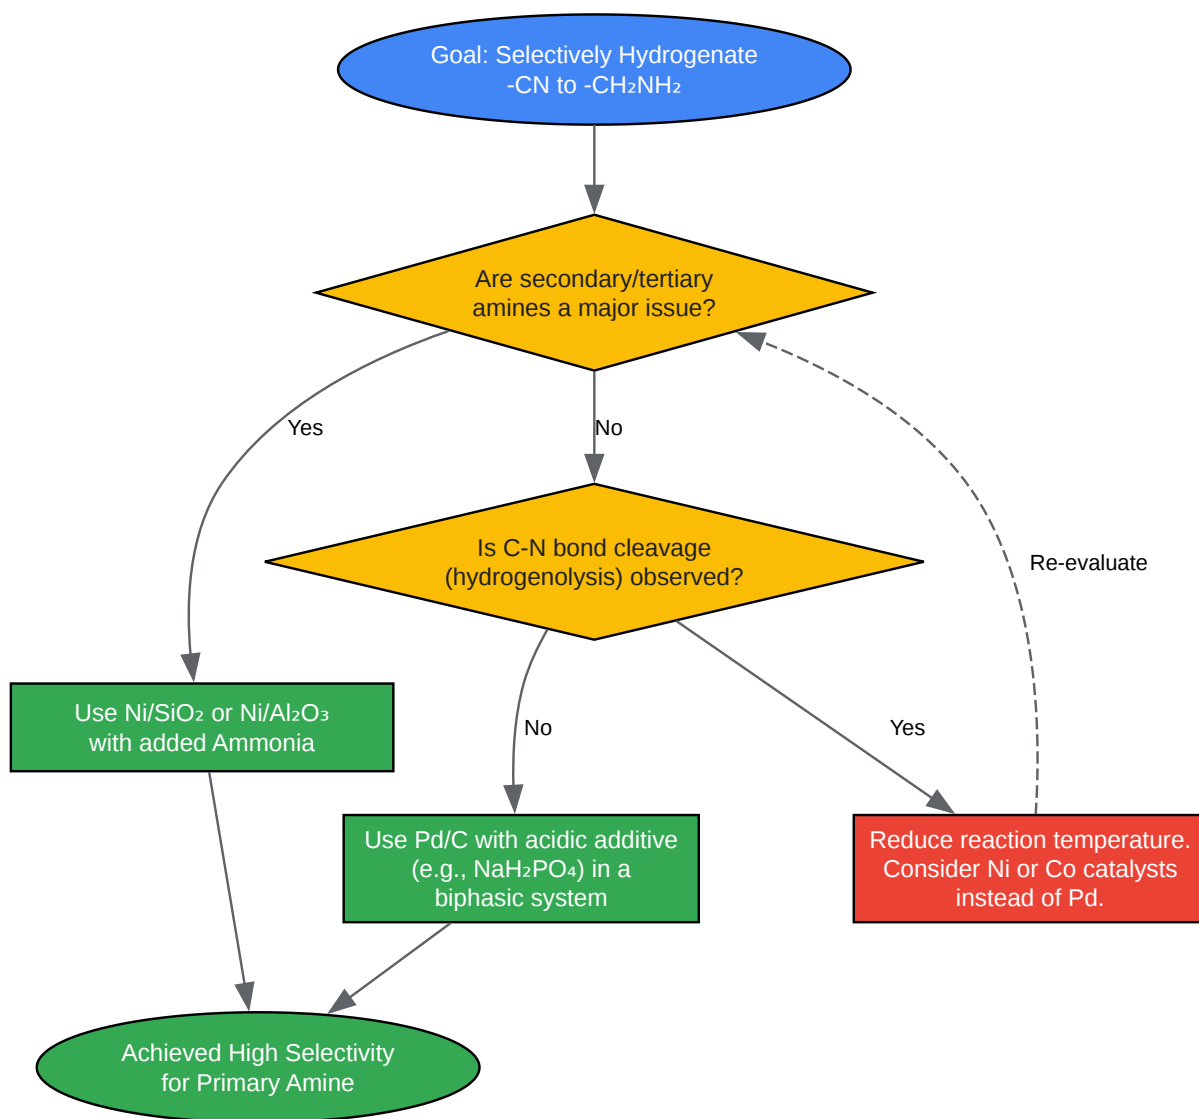 Goal: Selectively Hydrogenate
-CN to -CH₂NH₂
Are secondary/tertiary
amines a major issue?
Yes
No
Is C-N bond cleavage
(hydrogenolysis) observed?
Re-evaluate
Use Ni/SiO₂ or Ni/Al₂O₃
with added Ammonia
No
Yes
Use Pd/C with acidic additive
(e.g., NaH₂PO₄) in a
biphasic system
Reduce reaction temperature.
Consider Ni or Co catalysts
instead of Pd.
Achieved High Selectivity
for Primary Amine